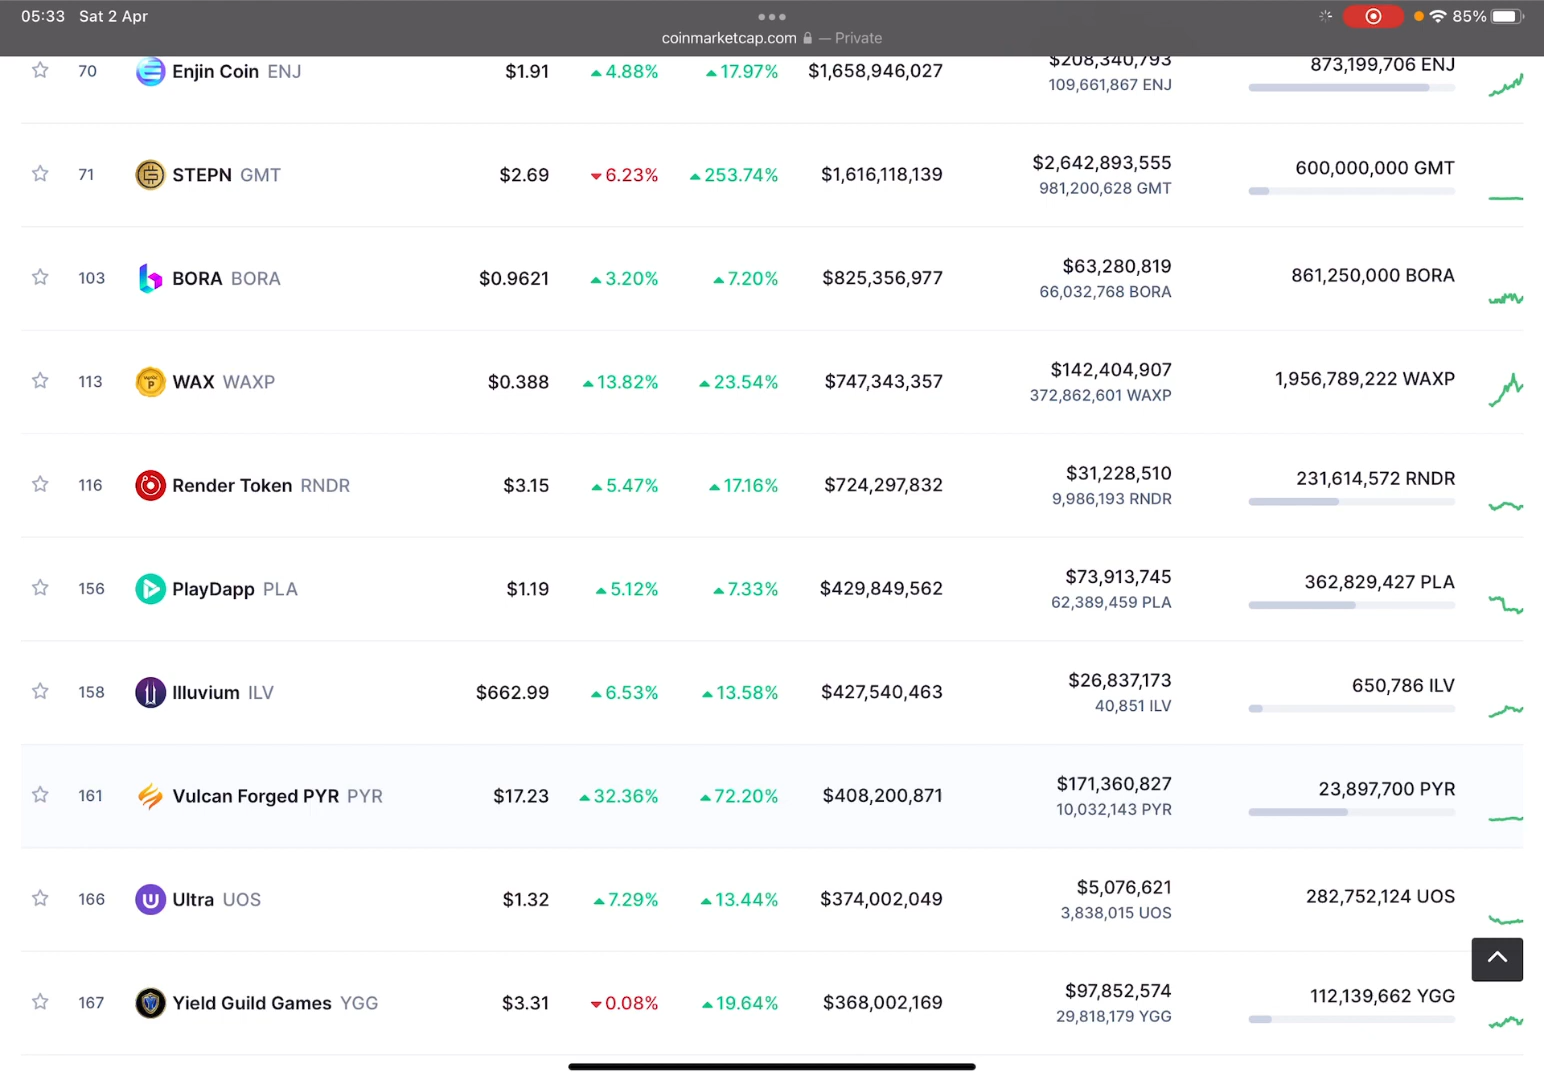 05:33 Sat 2 Apr
85%
coinmarketcap.com — Private
70 Enjin Coin ENJ $1.91 4.88% 17.97% $1,658,946,027 $208,340,793 873,199,706 ENJ
109,661,867 ENJ
71 STEPN GMT $2.69 6.23% 253.74% $1,616,118,139 $2,642,893,555 600,000,000 GMT
981,200,628 GMT
103 BORA BORA $0.9621 3.20% 7.20% $825,356,977 $63,280,819 861,250,000 BORA
66,032,768 BORA
113 WAX WAXP $0.388 13.82% 23.54% $747,343,357 $142,404,907 1,956,789,222 WAXP
372,862,601 WAXP
116 Render Token RNDR $3.15 5.47% 17.16% $724,297,832 $31,228,510 231,614,572 RNDR
9,986,193 RNDR
156 PlayDapp PLA $1.19 5.12% 7.33% $429,849,562 $73,913,745 362,829,427 PLA
62,389,459 PLA
158 Illuvium ILV $662.99 6.53% 13.58% $427,540,463 $26,837,173 650,786 ILV
40,851 ILV
161 Vulcan Forged PYR PYR $17.23 32.36% 72.20% $408,200,871 $171,360,827 23,897,700 PYR
10,032,143 PYR
166 Ultra UOS $1.32 7.29% 13.44% $374,002,049 $5,076,621 282,752,124 UOS
3,838,015 UOS
167 Yield Guild Games YGG $3.31 0.08% 19.64% $368,002,169 $97,852,574 112,139,662 YGG
29,818,179 YGG